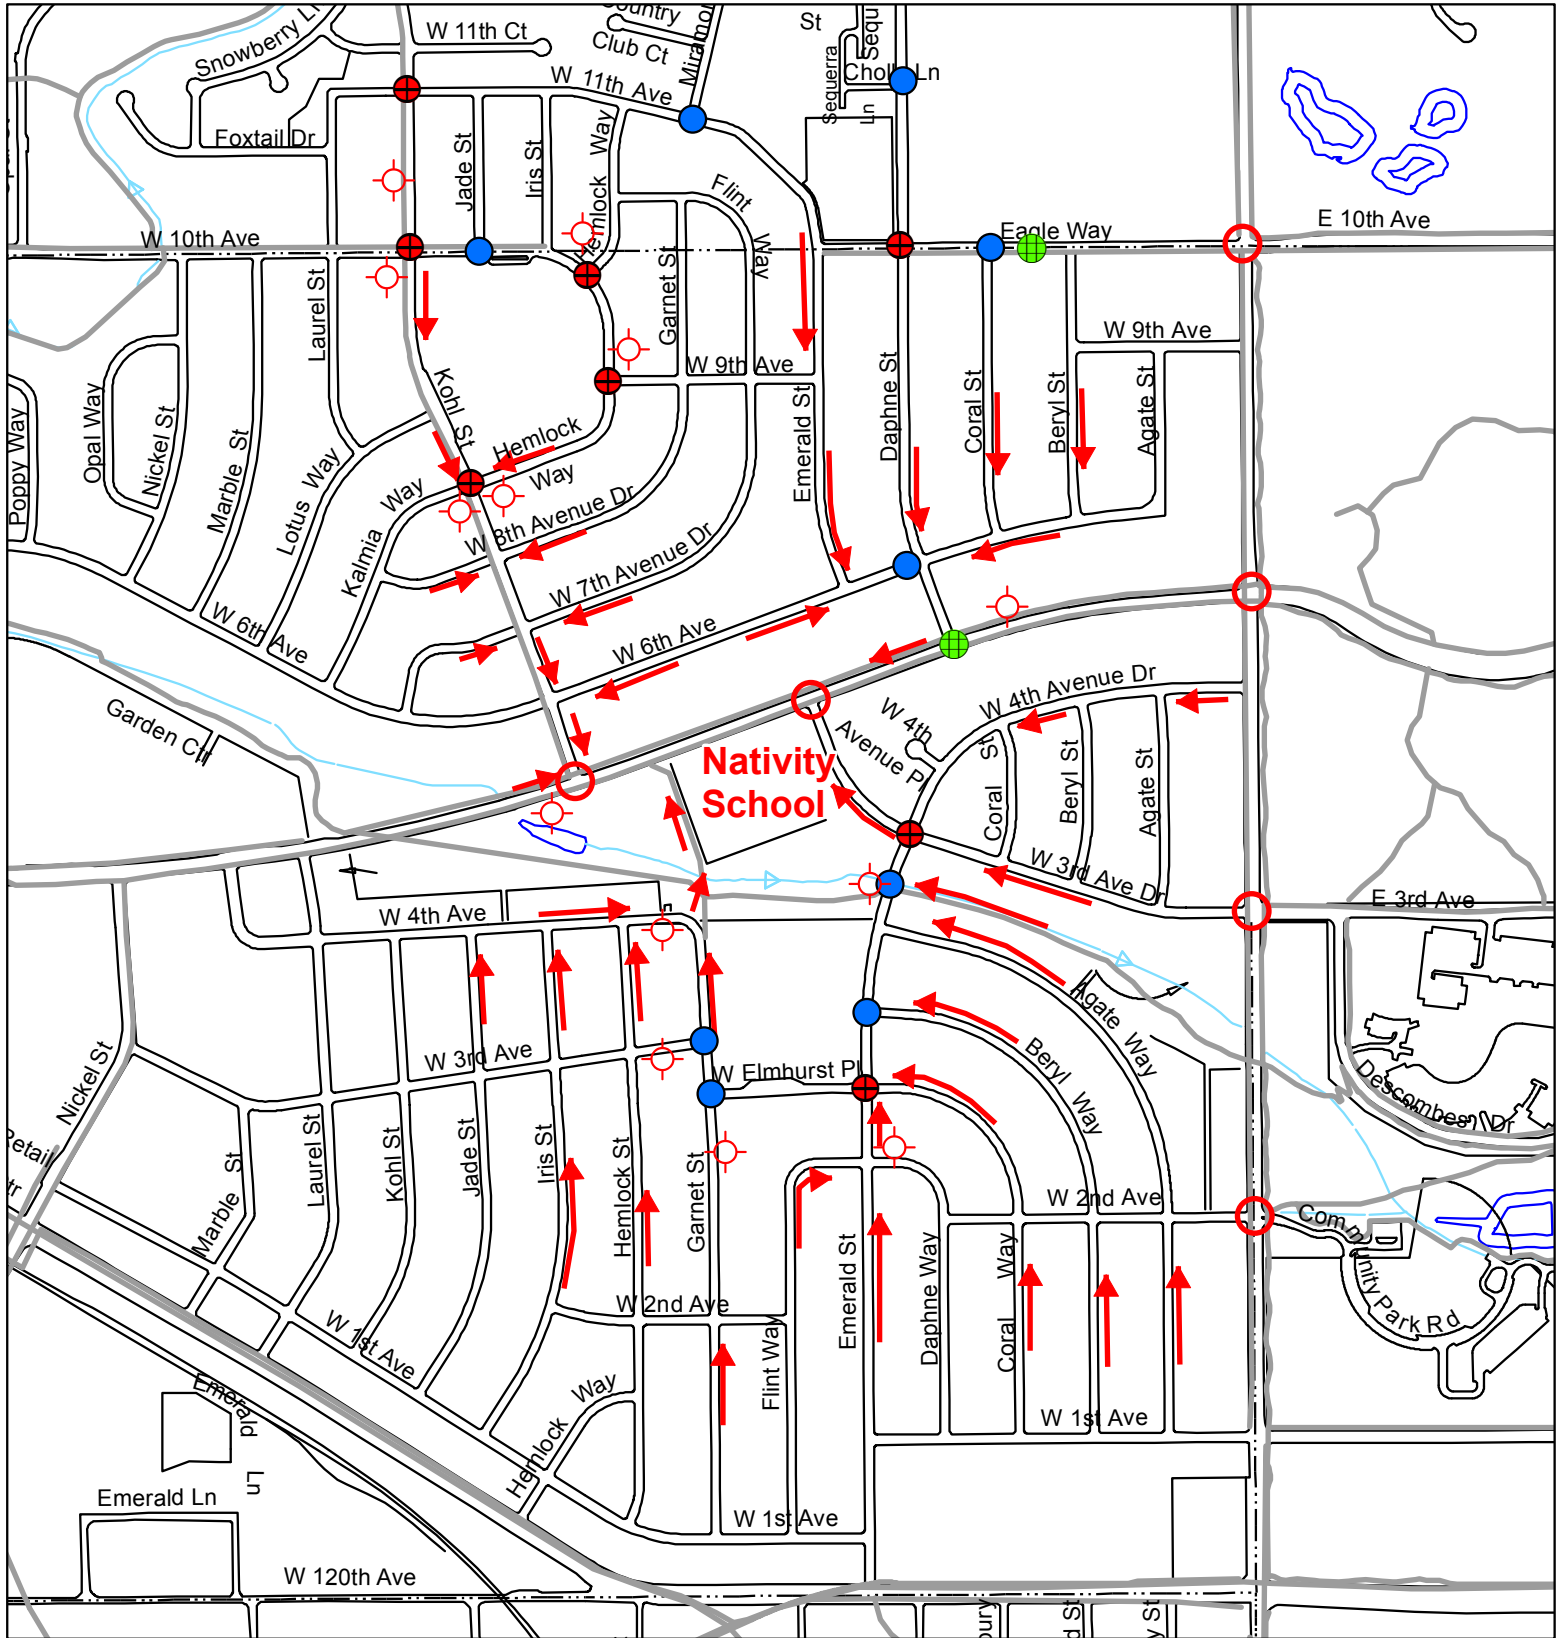 W 11th Ct
Country
Club Ct
St
Snowberry Ln
W 11th Ave
Cholla Ln
Sequerra
Ln
Foxtail Dr
Jade St
Iris St
Hemlock Way
Flint
Way
W 10th Ave
Eagle Way
E 10th Ave
Laurel St
Garnet St
W 9th Ave
W 9th Ave
Kohl St
Poppy Way
Opal Way
Nickel St
Marble St
Lotus Way
Kalmia Way
Hemlock
Way
Emerald St
Daphne St
Coral St
Beryl St
Agate St
W 8th Avenue Dr
W 7th Avenue Dr
W 6th Ave
W 6th Ave
Garden Ctr
W 4th
Avenue Pl
W 4th Avenue Dr
Nativity
School
Coral St
Beryl St
Agate St
W 3rd Ave Dr
E 3rd Ave
W 4th Ave
W 3rd Ave
W Elmhurst Pl
Agate Way
Beryl Way
Descombes Dr
Nickel St
Retail
Marble St
Laurel St
Kohl St
Jade St
Iris St
Hemlock St
Garnet St
W 2nd Ave
W 2nd Ave
Community Park Rd
Flint Way
Emerald St
Daphne Way
Coral Way
W 1st Ave
W 1st Ave
W 1st Ave
Hemlock Way
Emerald
Ln
Emerald Ln
W 120th Ave